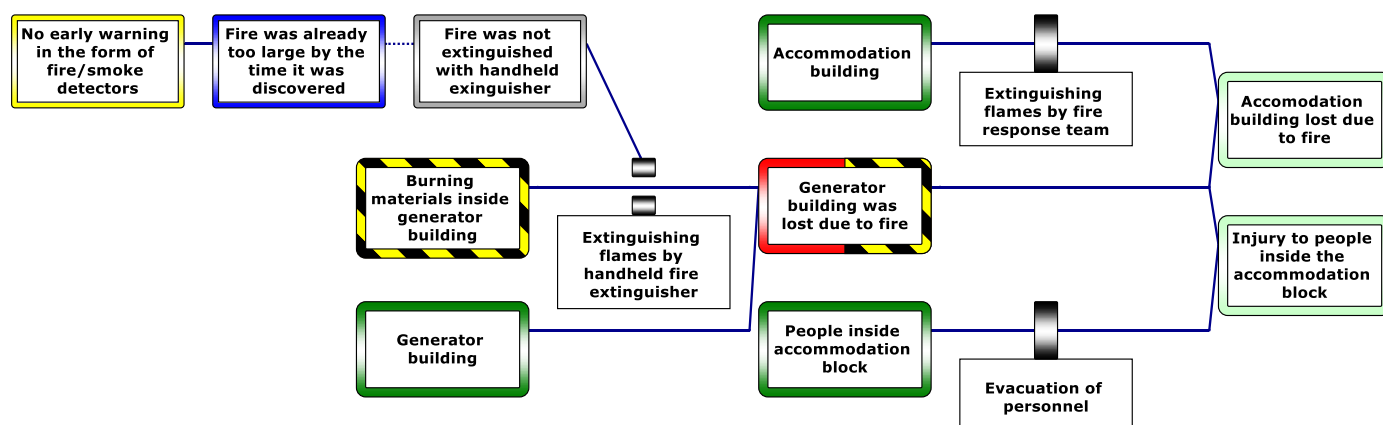 No early warning
in the form of
fire/smoke
detectors
Fire was already
too large by the
time it was
discovered
Fire was not
extinguished
with handheld
exinguisher
Accommodation
building
Extinguishing
flames by fire
response team
Accomodation
building lost due
to fire
Burning
materials inside
generator
building
Extinguishing
flames by
handheld fire
extinguisher
Generator
building was
lost due to fire
Injury to people
inside the
accommodation
block
Generator
building
People inside
accommodation
block
Evacuation of
personnel